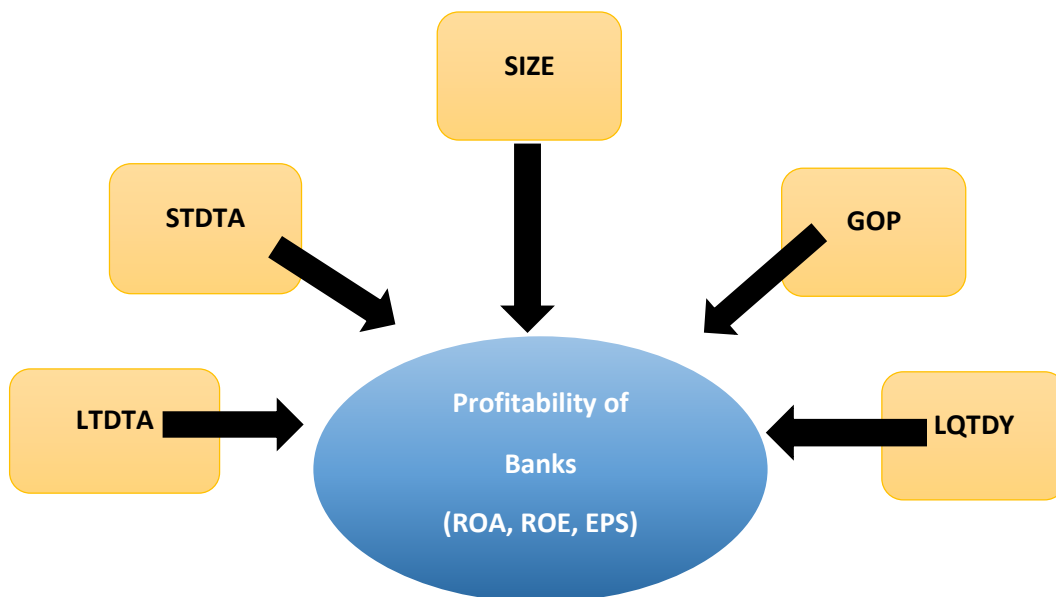 SIZE
STDTA
GOP
LTDTA
LQTDY
Profitability of
Banks
(ROA, ROE, EPS)